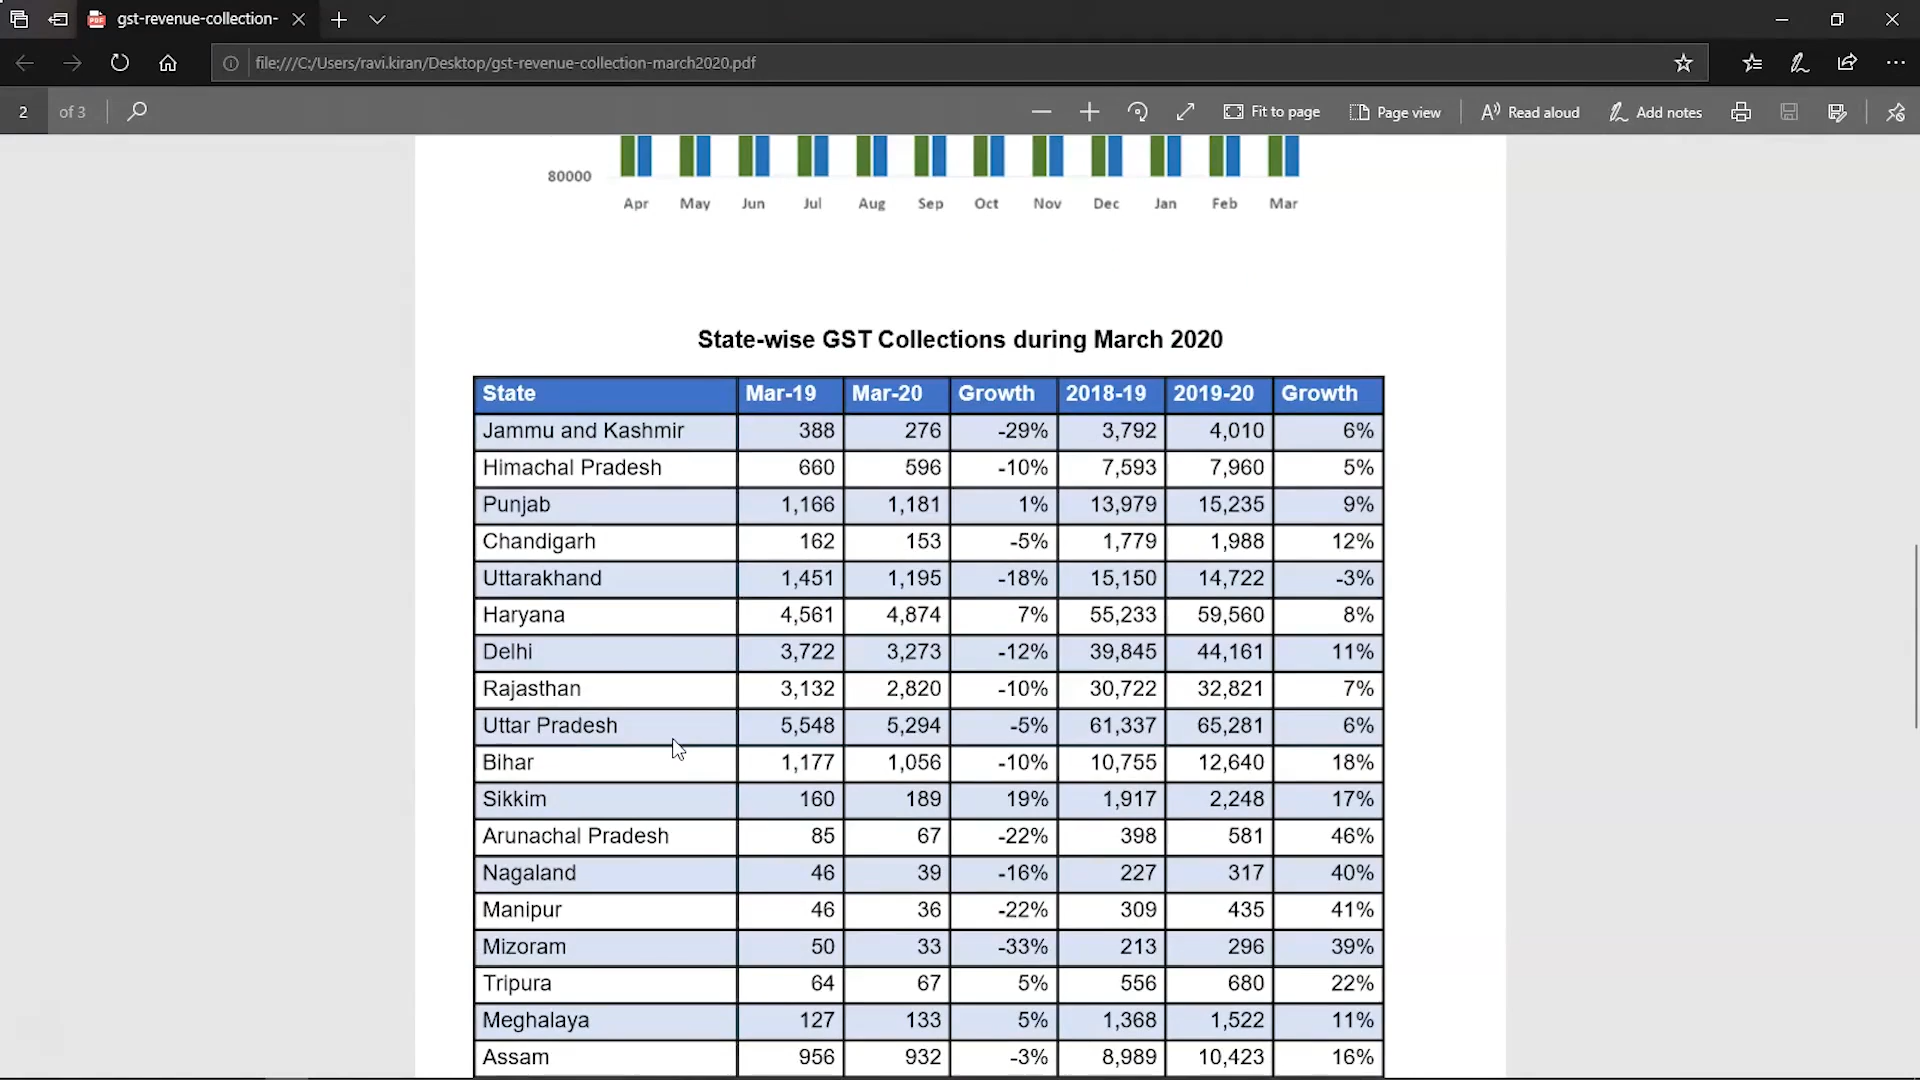 gst-revenue-collection-
file:///C:/Users/ravi.kiran/Desktop/gst-revenue-collection-march2020.pdf
2 of 3 Fit to page Page view Read aloud Add notes
80000
Apr May Jun Jul Aug Sep Oct Nov Dec Jan Feb Mar
State-wise GST Collections during March 2020
State Mar-19 Mar-20 Growth 2018-19 2019-20 Growth
Jammu and Kashmir 388 276 -29% 3,792 4,010 6%
Himachal Pradesh 660 596 -10% 7,593 7,960 5%
Punjab 1,166 1,181 1% 13,979 15,235 9%
Chandigarh 162 153 -5% 1,779 1,988 12%
Uttarakhand 1,451 1,195 -18% 15,150 14,722 -3%
Haryana 4,561 4,874 7% 55,233 59,560 8%
Delhi 3,722 3,273 -12% 39,845 44,161 11%
Rajasthan 3,132 2,820 -10% 30,722 32,821 7%
Uttar Pradesh 5,548 5,294 -5% 61,337 65,281 6%
Bihar 1,177 1,056 -10% 10,755 12,640 18%
Sikkim 160 189 19% 1,917 2,248 17%
Arunachal Pradesh 85 67 -22% 398 581 46%
Nagaland 46 39 -16% 227 317 40%
Manipur 46 36 -22% 309 435 41%
Mizoram 50 33 -33% 213 296 39%
Tripura 64 67 5% 556 680 22%
Meghalaya 127 133 5% 1,368 1,522 11%
Assam 956 932 -3% 8,989 10,423 16%